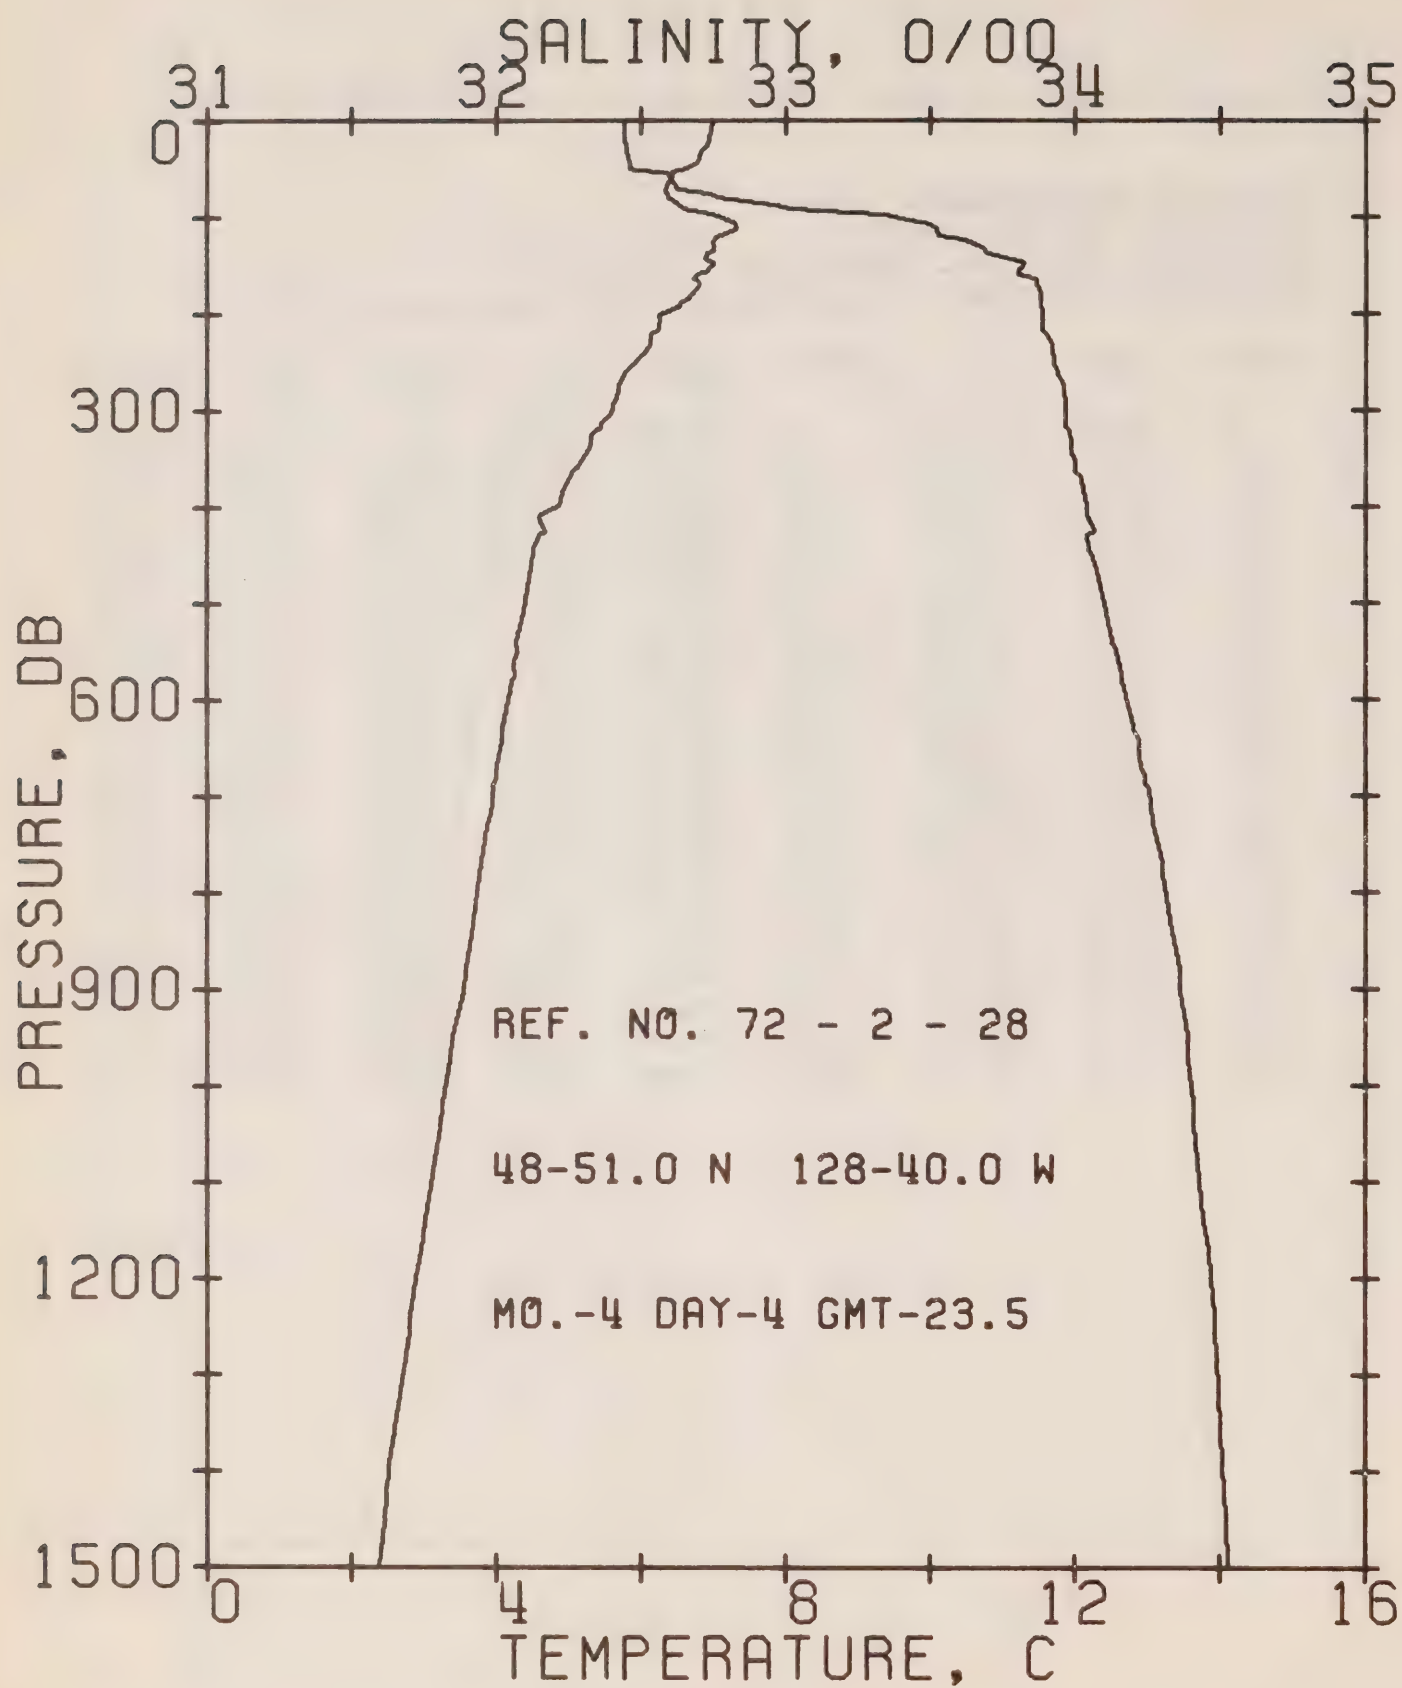 SALINITY, 0/00
31 32 33 34 35
0
300
600
900
1200
1500
PRESSURE, DB
REF. NO. 72 - 2 - 28
48-51.0 N 128-40.0 W
MO.-4 DAY-4 GMT-23.5
0 4 8 12 16
TEMPERATURE, C